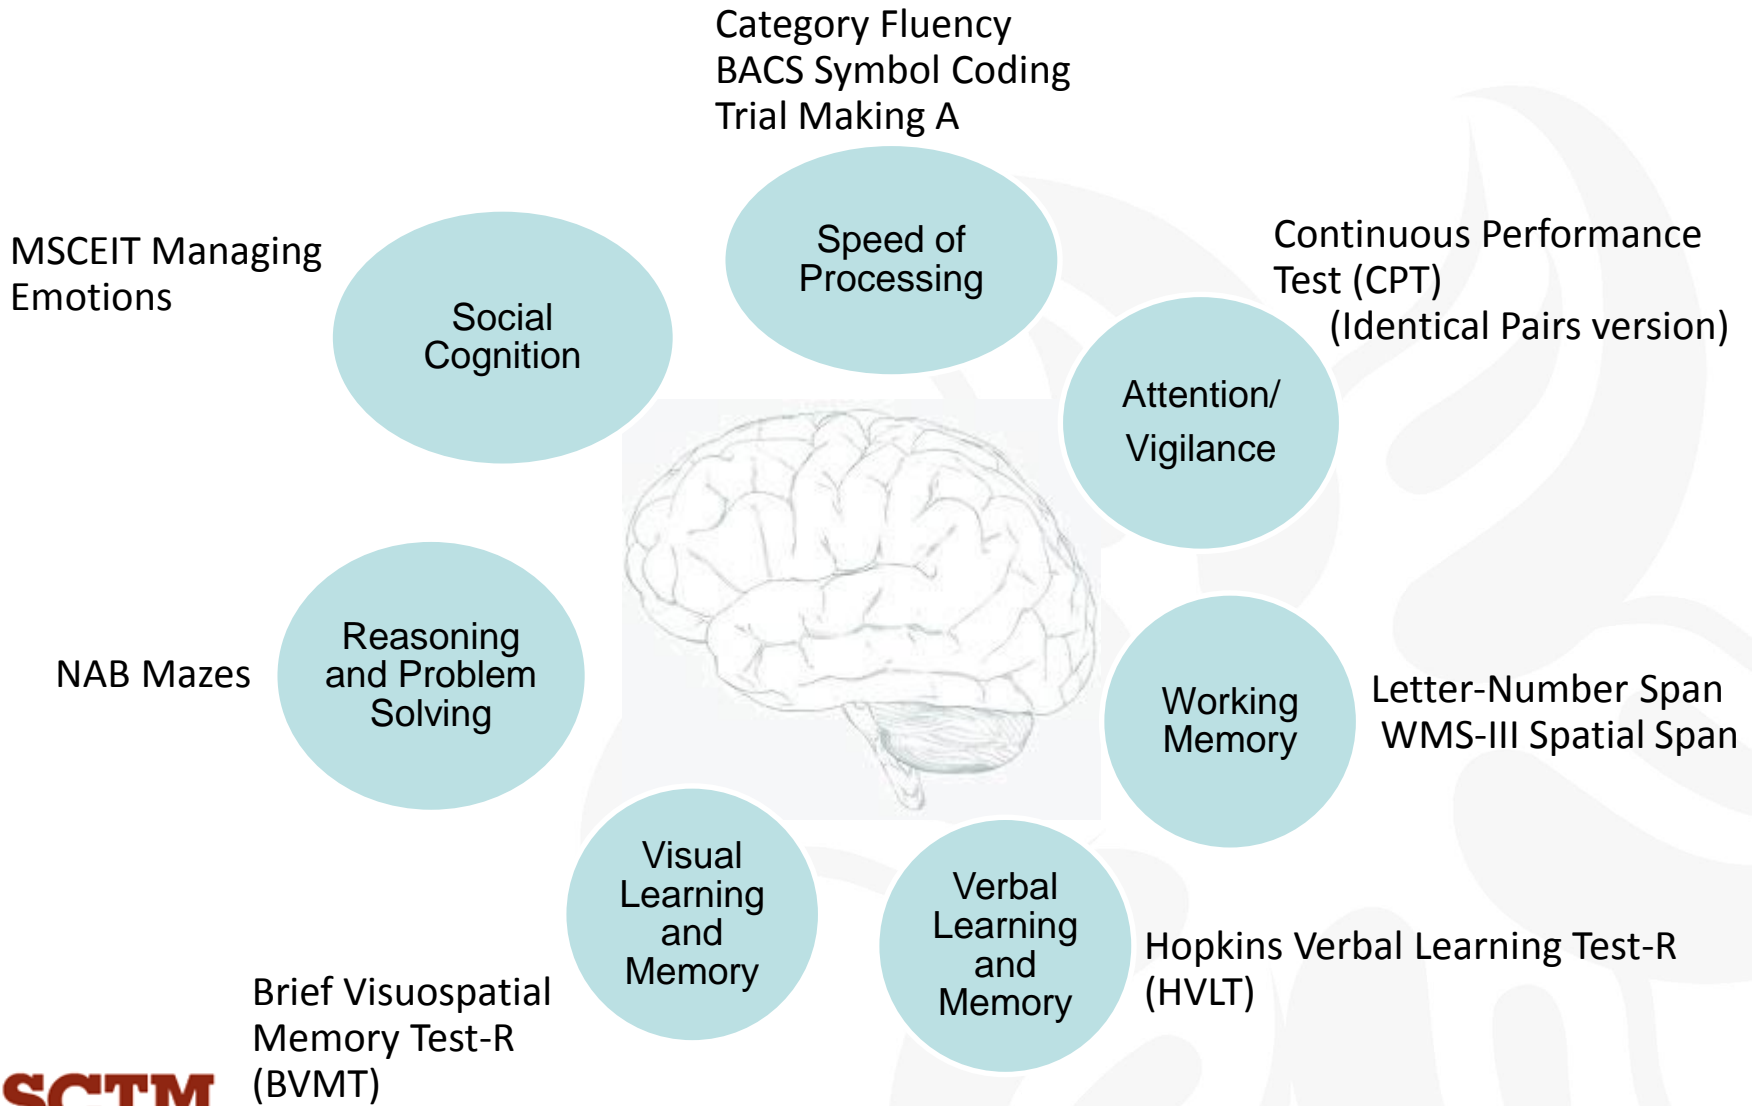 Category Fluency
BACS Symbol Coding
Trial Making A
Speed of
Processing
MSCEIT Managing
Emotions
Social
Cognition
Continuous Performance
Test (CPT)
(Identical Pairs version)
Attention/
Vigilance
NAB Mazes
Reasoning
and Problem
Solving
Working
Memory
Letter-Number Span
WMS-III Spatial Span
Visual
Learning
and
Memory
Brief Visuospatial
Memory Test-R
(BVMT)
Verbal
Learning
and
Memory
Hopkins Verbal Learning Test-R
(HVLT)
SCTM